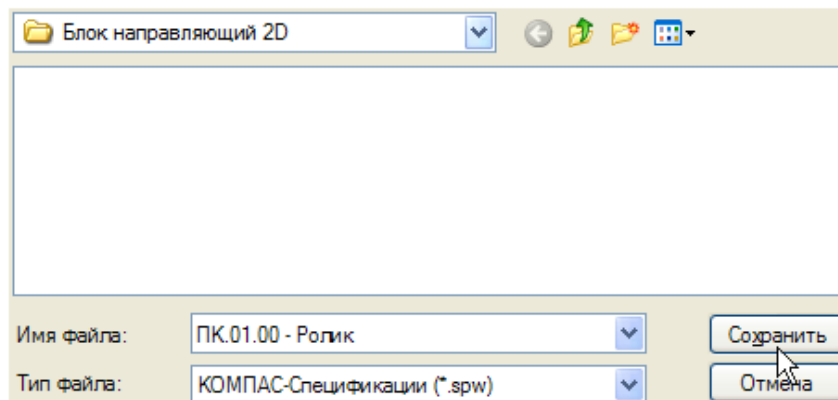 Блок направляющий 2D
Имя файла: ПК.01.00 - Ролик Сохранить
Тип файла: КОМПАС-Спецификации (*.spw) Отмена